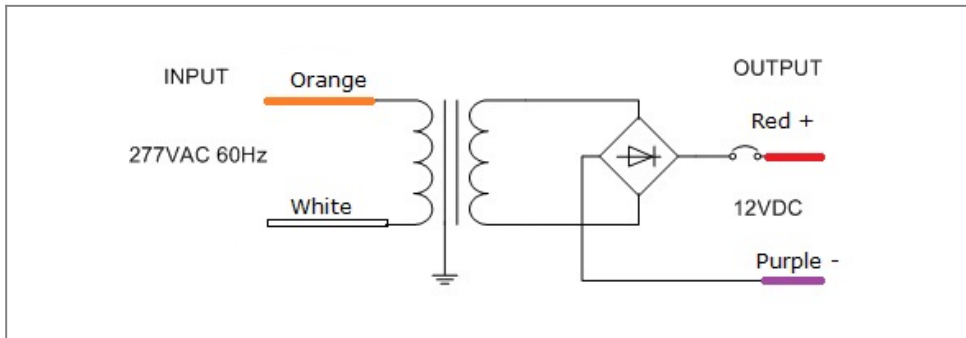 INPUT
Orange
277VAC 60Hz
White
OUTPUT
Red +
12VDC
Purple -